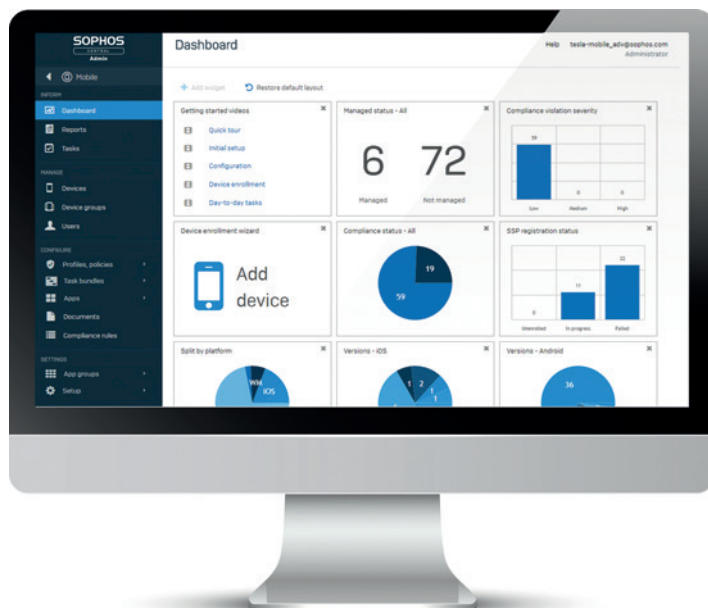 SOPHOS
CENTRAL
Admin
Mobile
INFORM
Dashboard
Reports
Tasks
MANAGE
Devices
Device groups
Users
CONFIGURE
Profiles, policies
Task bundles
Apps
Documents
Compliance rules
SETTINGS
App groups
Setup
Dashboard
Help tesla-mobile_adv@sophos.com
Administrator
Add widget Restore default layout
Getting started videos
Quick tour
Initial setup
Configuration
Device enrollment
Day-to-day tasks
Managed status - All
6 72
Managed Not managed
Compliance violation severity
59
0
0
Low Medium High
Device enrollment wizard
Add
device
Compliance status - All
19
59
SSP registration status
0
11
22
Unenrolled In progress Failed
Split by platform
iOS
Versions - iOS
1 2
1
1
Versions - Android
36